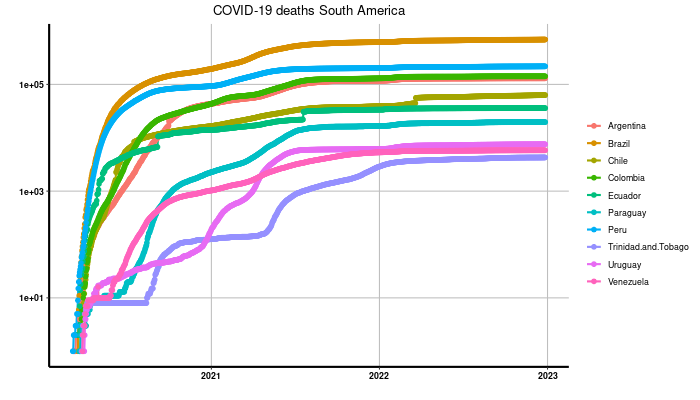 COVID-19 deaths South America
1e+05
1e+03
1e+01
2021
2022
2023
Argentina
Brazil
Chile
Colombia
Ecuador
Paraguay
Peru
Trinidad.and.Tobago
Uruguay
Venezuela